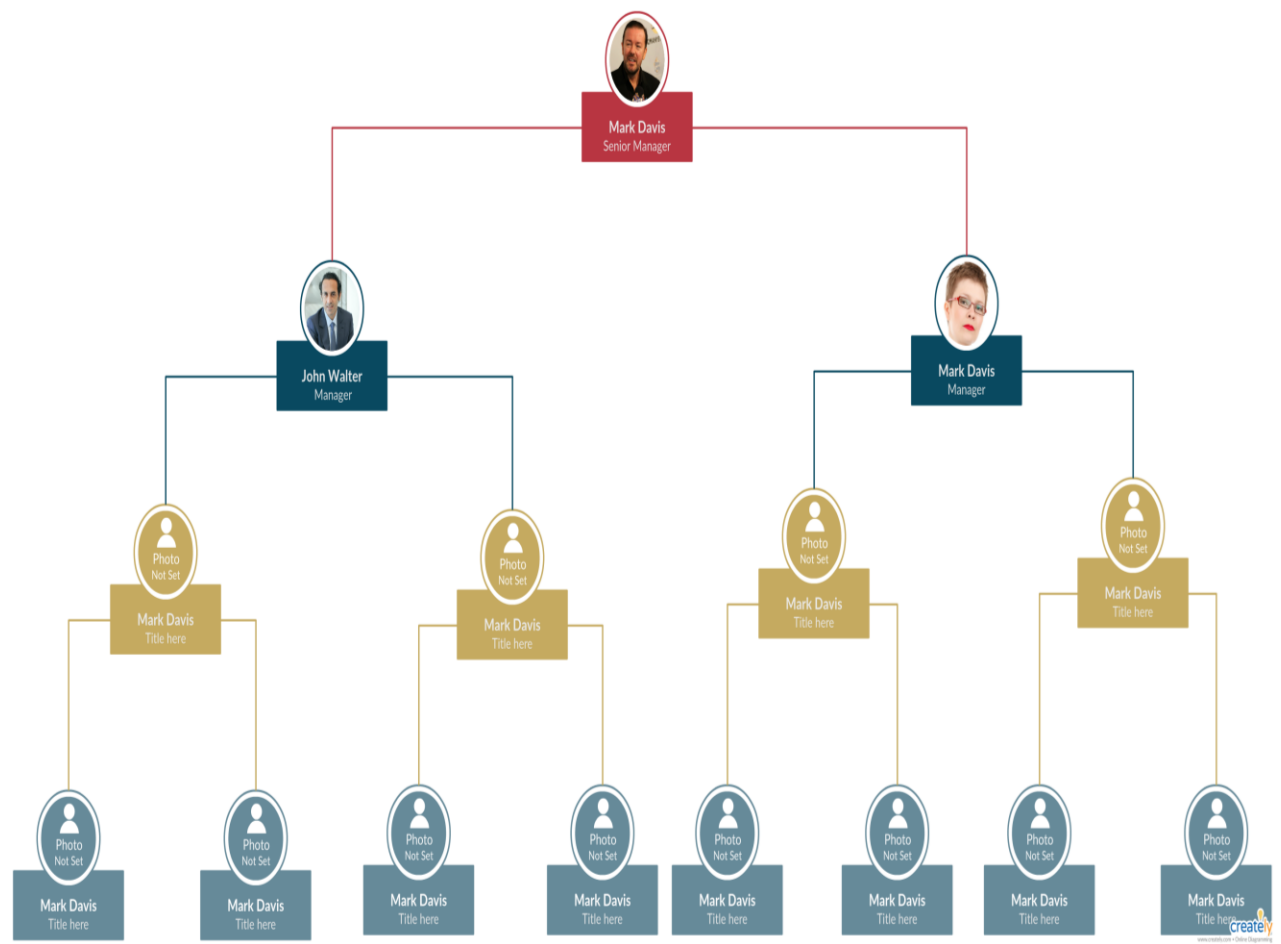 Mark Davis
Senior Manager
John Walter
Manager
Mark Davis
Manager
Photo
Not Set
Mark Davis
Title here
Photo
Not Set
Mark Davis
Title here
Photo
Not Set
Mark Davis
Title here
Photo
Not Set
Mark Davis
Title here
Photo
Not Set
Mark Davis
Title here
Photo
Not Set
Mark Davis
Title here
Photo
Not Set
Mark Davis
Title here
Photo
Not Set
Mark Davis
Title here
Photo
Not Set
Mark Davis
Title here
Photo
Not Set
Mark Davis
Title here
Photo
Not Set
Mark Davis
Title here
Photo
Not Set
Mark Davis
Title here
creately
www.creately.com • Online Diagramming